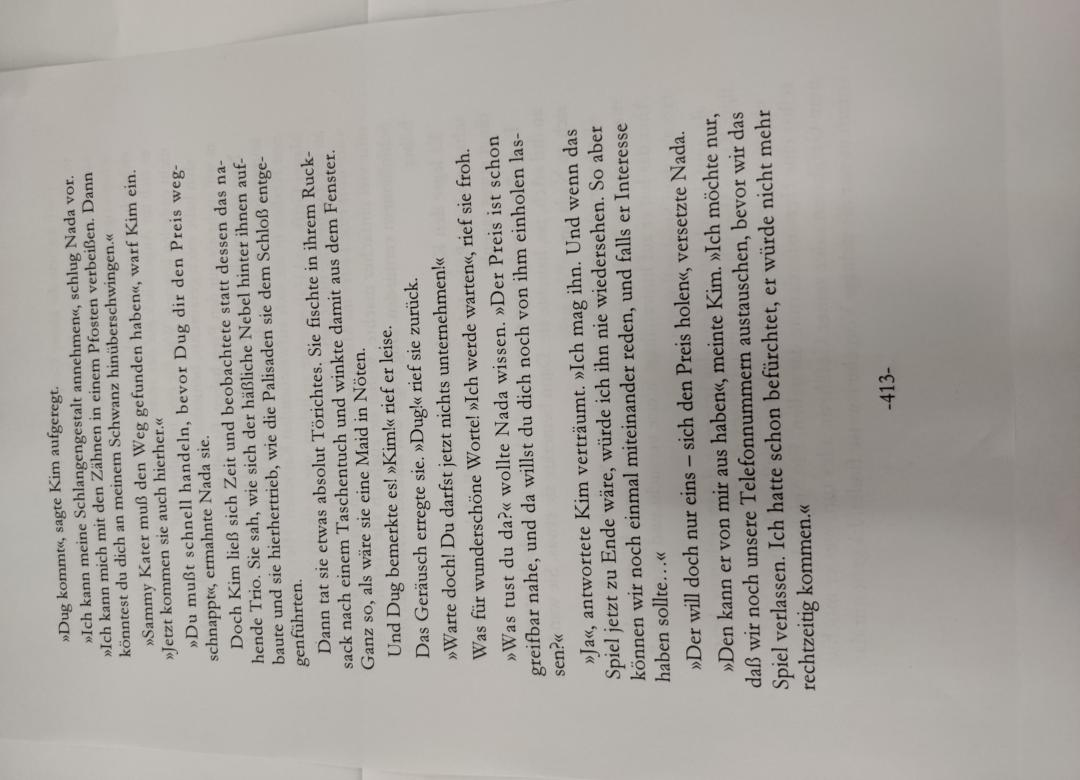 »Dug kommt«, sagte Kim aufgeregt.
»Ich kann meine Schlangengestalt annehmen«, schlug Nada vor.
»Ich kann mich mit den Zähnen in einem Pfosten verbeißen. Dann
könntest du dich an meinem Schwanz hinüberschwingen.«
»Sammy Kater muß den Weg gefunden haben«, warf Kim ein.
»Jetzt kommen sie auch hierher.«
»Du mußt schnell handeln, bevor Dug dir den Preis weg-
schnappt«, ermahnte Nada sie.
Doch Kim ließ sich Zeit und beobachtete statt dessen das na-
hende Trio. Sie sah, wie sich der häßliche Nebel hinter ihnen auf-
baute und sie hierhertrieb, wie die Palisaden sie dem Schloß entge-
genführten.
Dann tat sie etwas absolut Törichtes. Sie fischte in ihrem Ruck-
sack nach einem Taschentuch und winkte damit aus dem Fenster.
Ganz so, als wäre sie eine Maid in Nöten.
Und Dug bemerkte es! »Kim!« rief er leise.
Das Geräusch erregte sie. »Dug!« rief sie zurück.
»Warte doch! Du darfst jetzt nichts unternehmen!«
Was für wunderschöne Worte! »Ich werde warten«, rief sie froh.
»Was tust du da?« wollte Nada wissen. »Der Preis ist schon
greifbar nahe, und da willst du dich noch von ihm einholen las-
sen?«
»Ja«, antwortete Kim verträumt. »Ich mag ihn. Und wenn das
Spiel jetzt zu Ende wäre, würde ich ihn nie wiedersehen. So aber
können wir noch einmal miteinander reden, und falls er Interesse
haben sollte…«
»Der will doch nur eins – sich den Preis holen«, versetzte Nada.
»Den kann er von mir aus haben«, meinte Kim. »Ich möchte nur,
daß wir noch unsere Telefonnummern austauschen, bevor wir das
Spiel verlassen. Ich hatte schon befürchtet, er würde nicht mehr
rechtzeitig kommen.«
-413-